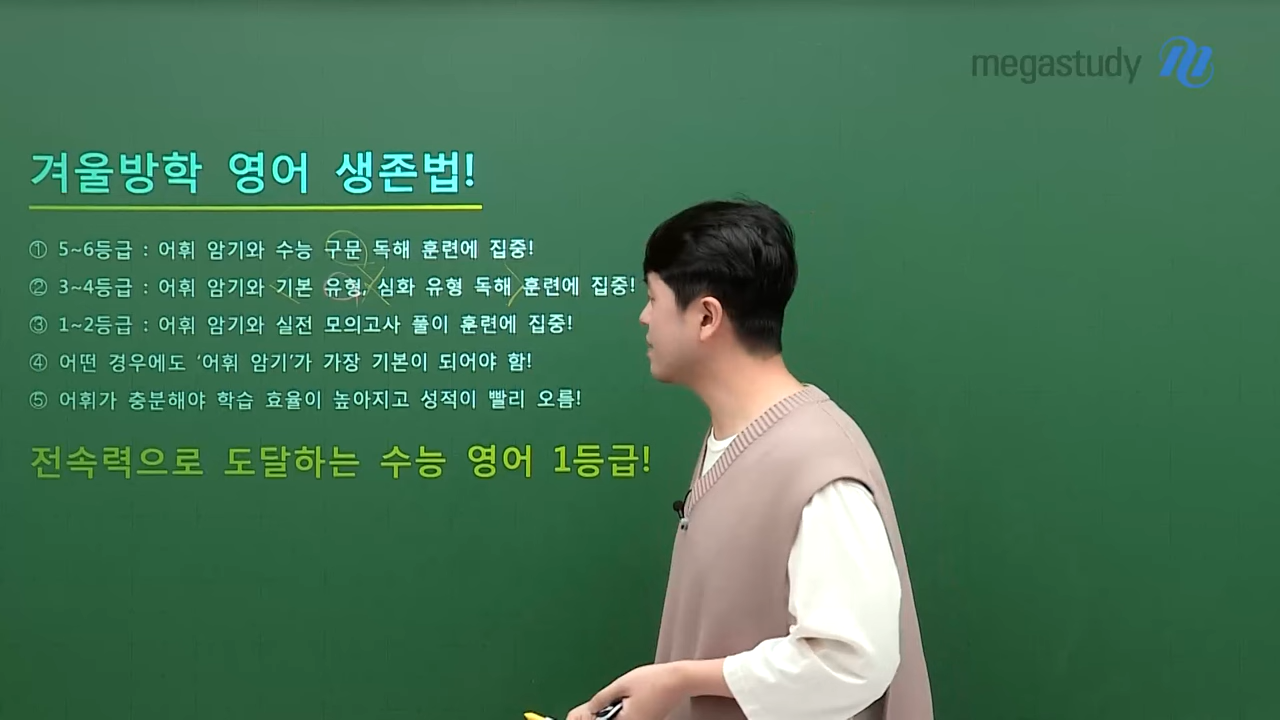 megastudy
겨울방학 영어 생존법!
① 5~6등급 : 어휘 암기와 수능 구문 독해 훈련에 집중!
② 3~4등급 : 어휘 암기와 기본 유형, 심화 유형 독해 훈련에 집중!
③ 1~2등급 : 어휘 암기와 실전 모의고사 풀이 훈련에 집중!
④ 어떤 경우에도 '어휘 암기'가 가장 기본이 되어야 함!
⑤ 어휘가 충분해야 학습 효율이 높아지고 성적이 빨리 오름!
전속력으로 도달하는 수능 영어 1등급!